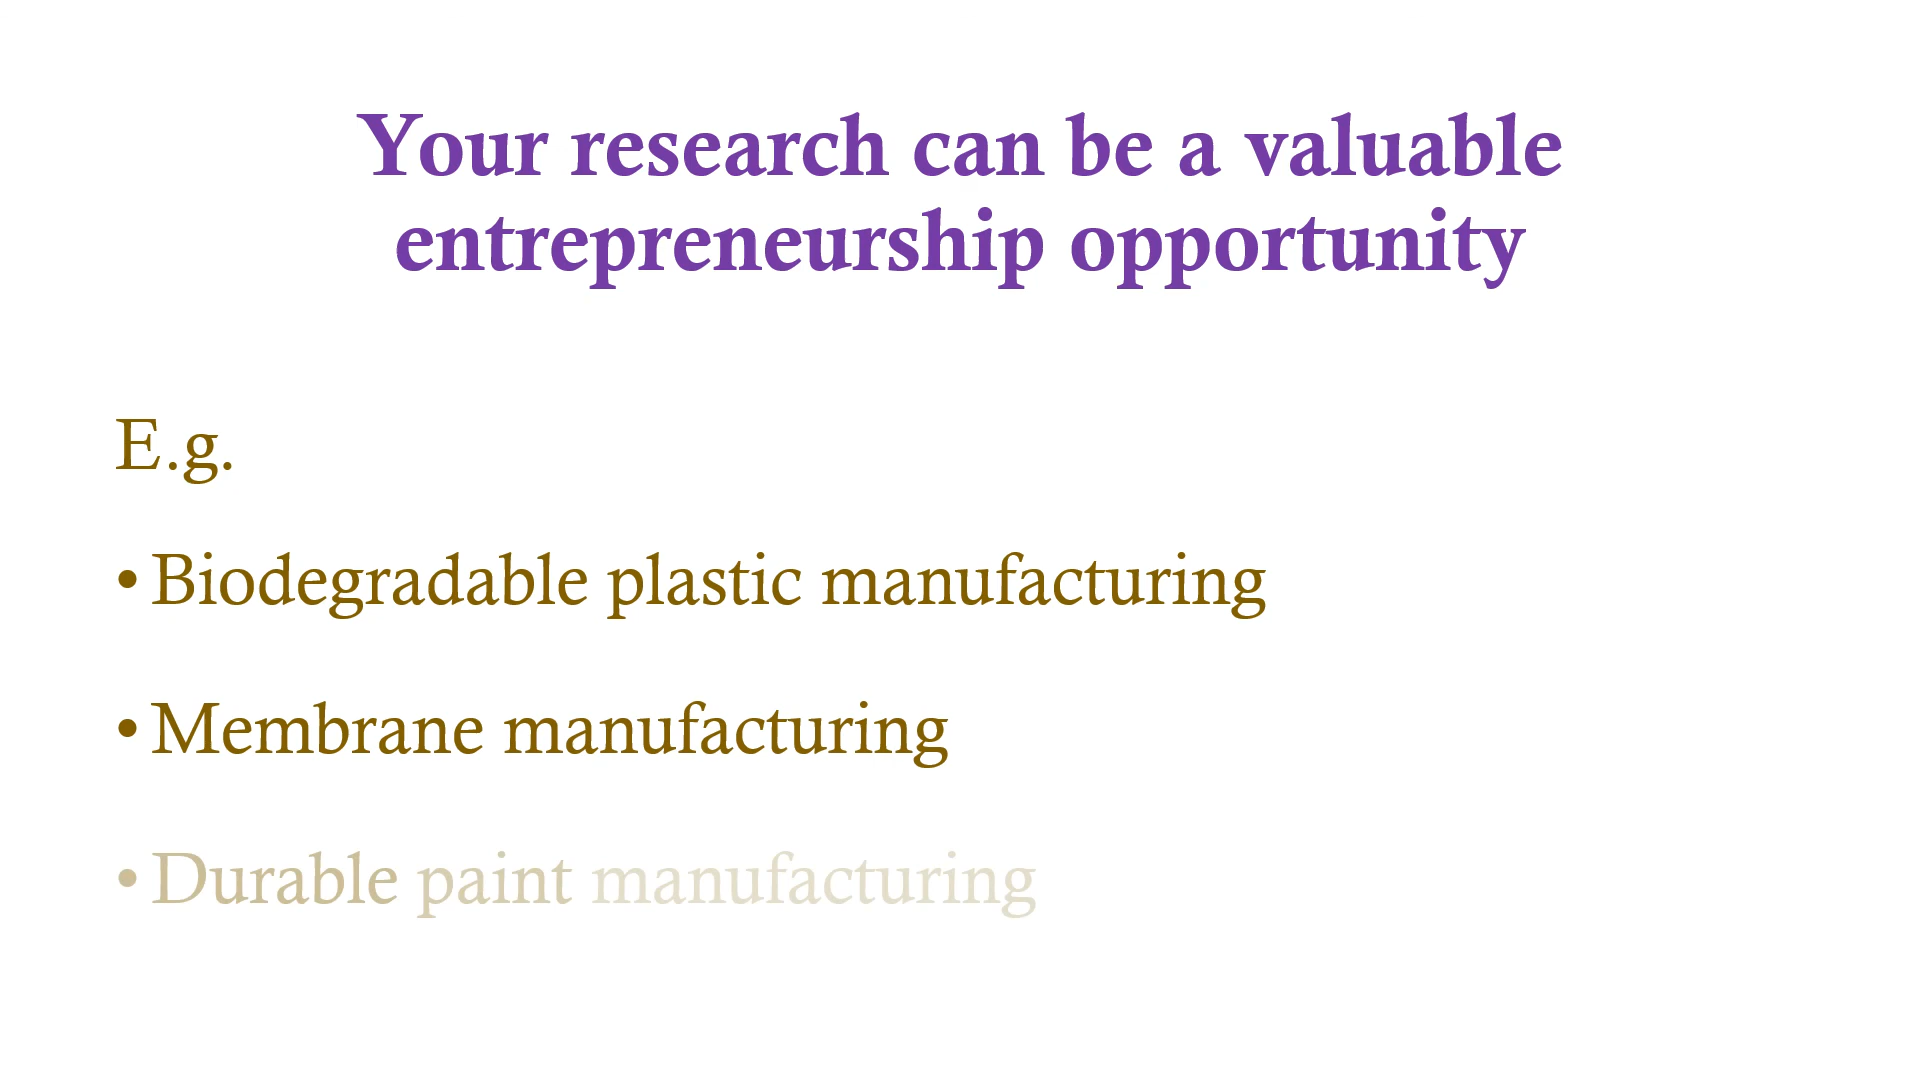 Your research can be a valuable
entrepreneurship opportunity
E.g.
• Biodegradable plastic manufacturing
• Membrane manufacturing
• Durable paint manufacturing